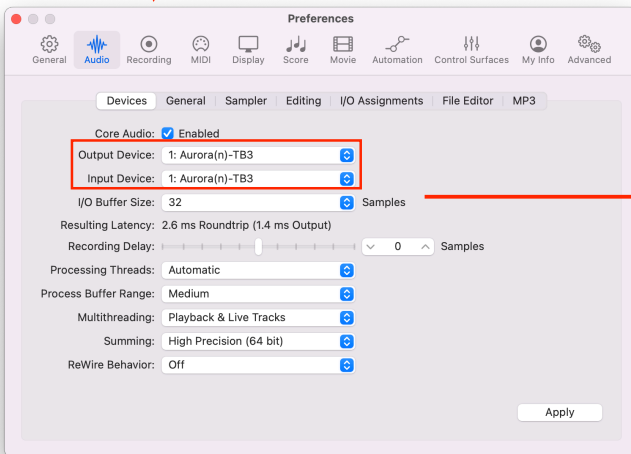 Preferences
General Audio Recording MIDI Display Score Movie Automation Control Surfaces My Info Advanced
Devices General Sampler Editing I/O Assignments File Editor MP3
Core Audio: Enabled
Output Device: 1: Aurora(n)-TB3
Input Device: 1: Aurora(n)-TB3
I/O Buffer Size: 32 Samples
Resulting Latency: 2.6 ms Roundtrip (1.4 ms Output)
Recording Delay: 0 Samples
Processing Threads: Automatic
Process Buffer Range: Medium
Multithreading: Playback & Live Tracks
Summing: High Precision (64 bit)
ReWire Behavior: Off
Apply